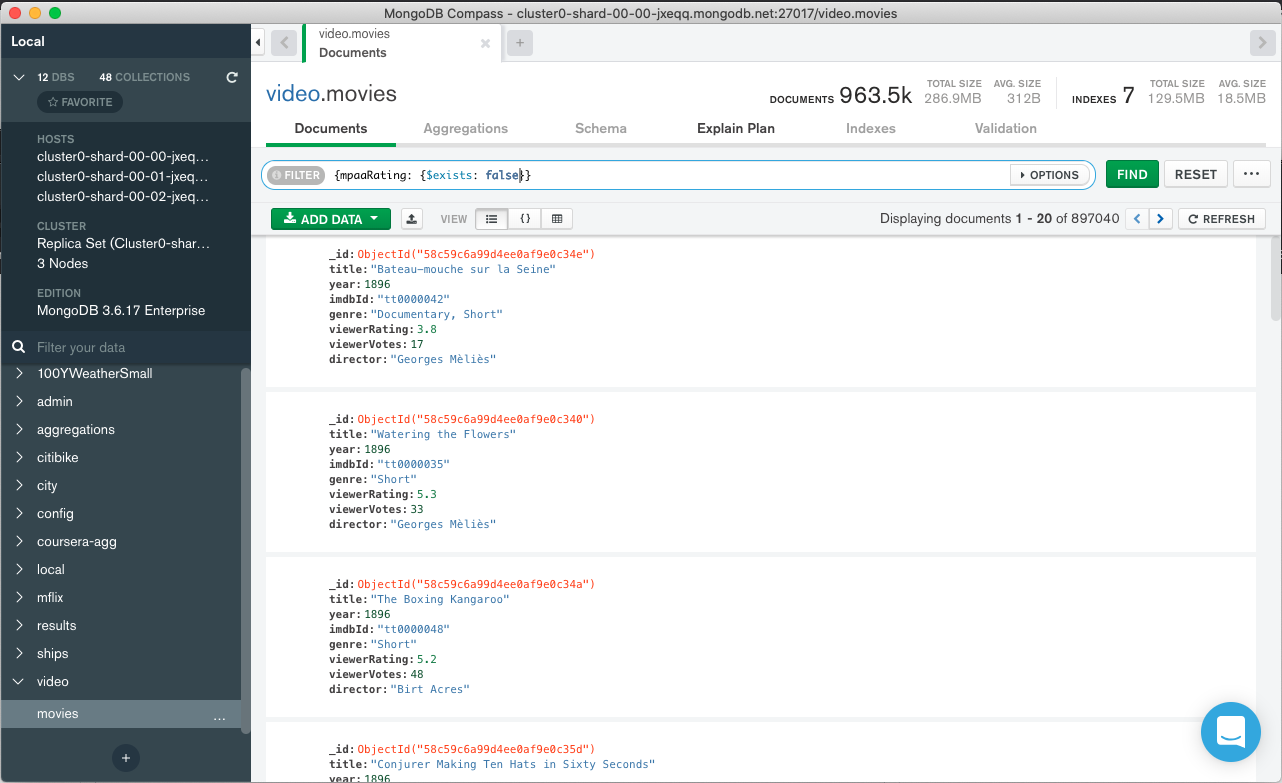 MongoDB Compass - cluster0-shard-00-00-jxeqq.mongodb.net:27017/video.movies
Local
12 DBS 48 COLLECTIONS
FAVORITE
HOSTS
cluster0-shard-00-00-jxeq...
cluster0-shard-00-01-jxeq...
cluster0-shard-00-02-jxeq...
CLUSTER
Replica Set (Cluster0-shar...
3 Nodes
EDITION
MongoDB 3.6.17 Enterprise
Filter your data
100YWeatherSmall
admin
aggregations
citibike
city
config
coursera-agg
local
mflix
results
ships
video
movies ...
+
video.movies
Documents
+
video.movies
DOCUMENTS 963.5k TOTAL SIZE 286.9MB AVG. SIZE 312B
INDEXES 7 TOTAL SIZE 129.5MB AVG. SIZE 18.5MB
Documents Aggregations Schema Explain Plan Indexes Validation
FILTER {mpaaRating: {$exists: false}} OPTIONS FIND RESET ...
ADD DATA VIEW {} Displaying documents 1 - 20 of 897040 < > REFRESH
_id:ObjectId("58c59c6a99d4ee0af9e0c34e")
title:"Bateau-mouche sur la Seine"
year:1896
imdbId:"tt0000042"
genre:"Documentary, Short"
viewerRating:3.8
viewerVotes:17
director:"Georges Mèliès"
_id:ObjectId("58c59c6a99d4ee0af9e0c340")
title:"Watering the Flowers"
year:1896
imdbId:"tt0000035"
genre:"Short"
viewerRating:5.3
viewerVotes:33
director:"Georges Mèliès"
_id:ObjectId("58c59c6a99d4ee0af9e0c34a")
title:"The Boxing Kangaroo"
year:1896
imdbId:"tt0000048"
genre:"Short"
viewerRating:5.2
viewerVotes:48
director:"Birt Acres"
_id:ObjectId("58c59c6a99d4ee0af9e0c35d")
title:"Conjurer Making Ten Hats in Sixty Seconds"
year:1896